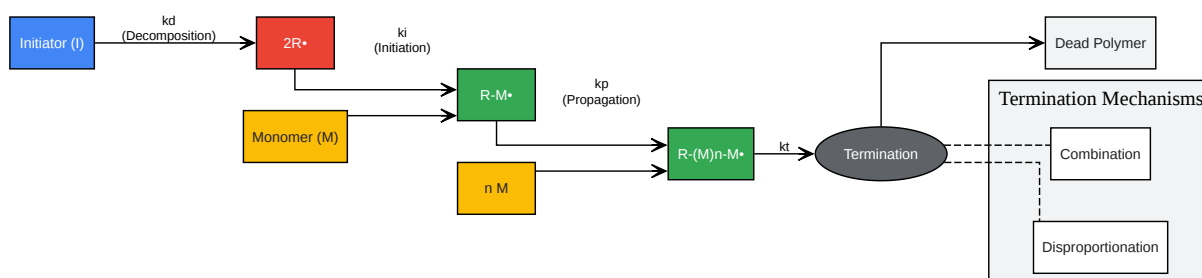 Initiator (I)
kd
(Decomposition)
2R•
ki
(Initiation)
Monomer (M)
R-M•
kp
(Propagation)
n M
R-(M)n-M•
kt
Termination
Dead Polymer
Termination Mechanisms
Combination
Disproportionation